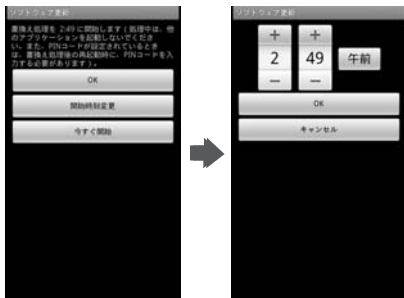 ソフトウェア更新
書換え処理を 2:49 に開始します(処理中は、他
のアプリケーションを起動しないでくださ
い。また、PINコードが設定されているとき
は、書換え処理後の再起動時に、PINコードを入
力する必要があります)。
OK
開始時刻変更
今すぐ開始
ソフトウェア更新
+ +
2 49 午前
- -
OK
キャンセル